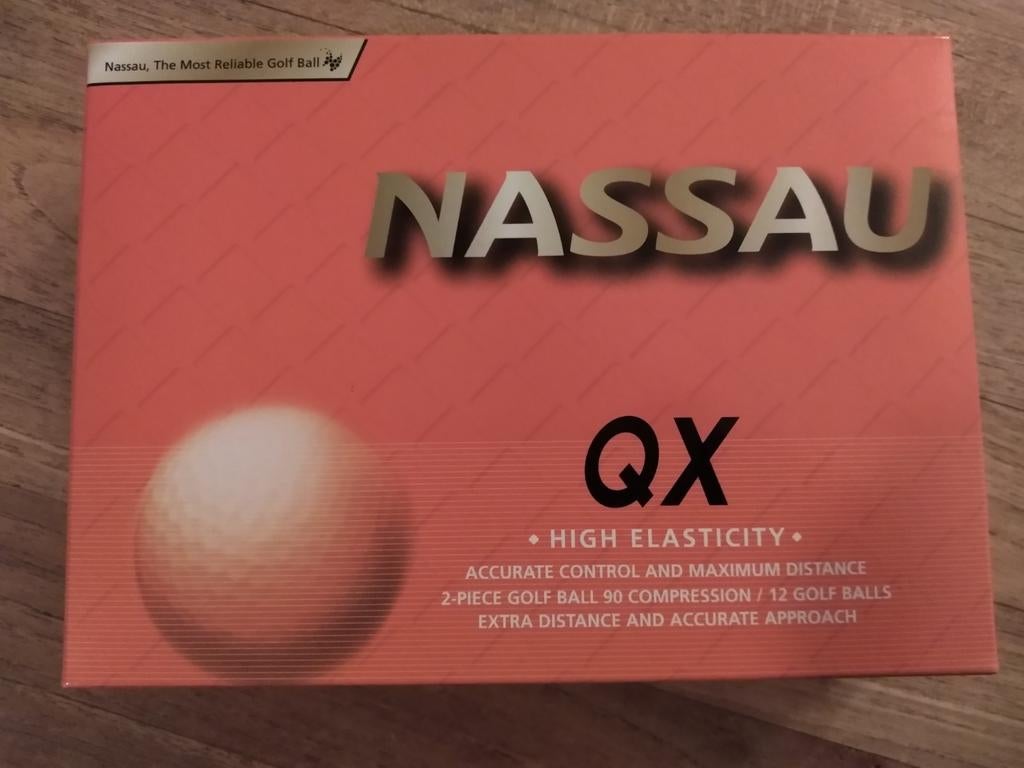 Nassau, The Most Reliable Golf Ball
NASSAU
QX
• HIGH ELASTICITY •
ACCURATE CONTROL AND MAXIMUM DISTANCE
2-PIECE GOLF BALL 90 COMPRESSION / 12 GOLF BALLS
EXTRA DISTANCE AND ACCURATE APPROACH